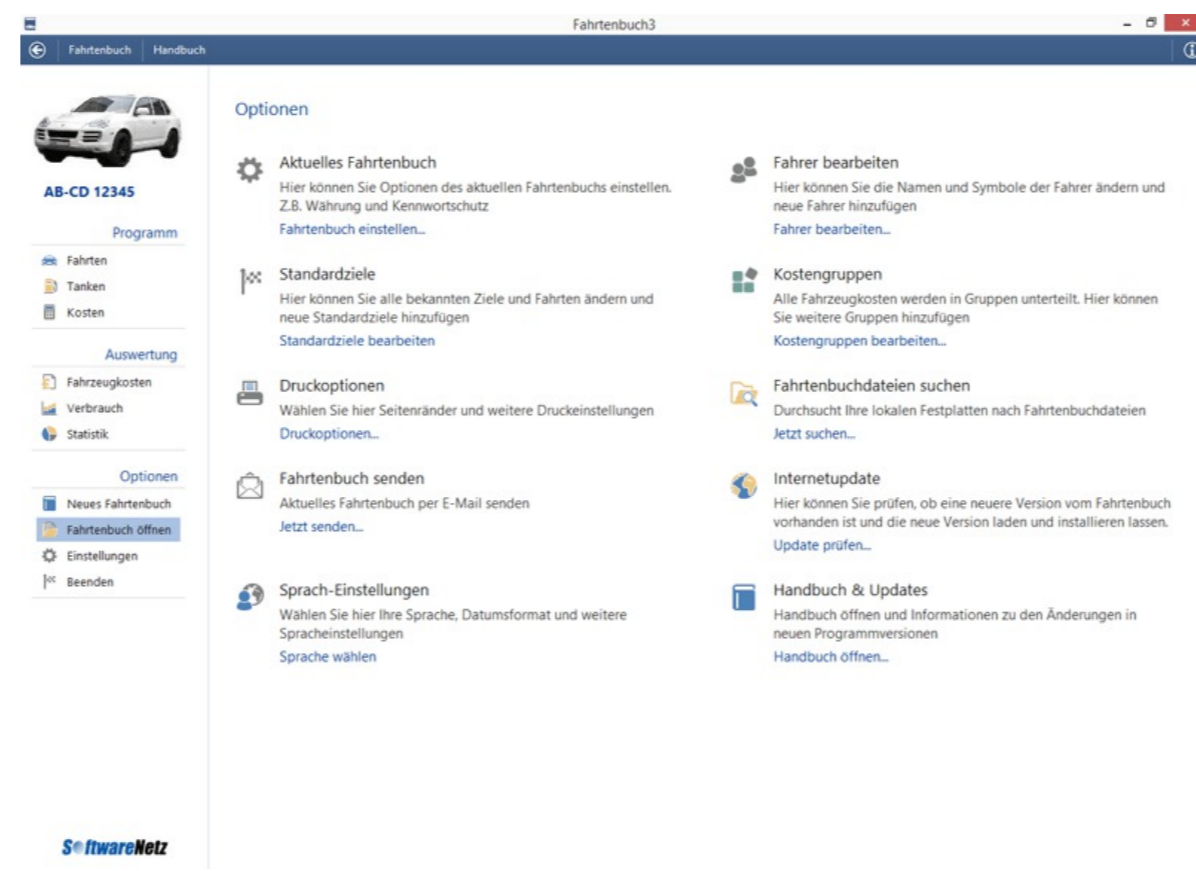 Fahrtenbuch3
Fahrtenbuch
Handbuch
AB-CD 12345
Programm
Fahrten
Tanken
Kosten
Auswertung
Fahrzeugkosten
Verbrauch
Statistik
Optionen
Neues Fahrtenbuch
Fahrtenbuch öffnen
Einstellungen
Beenden
SoftwareNetz
Optionen
Aktuelles Fahrtenbuch
Hier können Sie Optionen des aktuellen Fahrtenbuchs einstellen.
Z.B. Währung und Kennwortschutz
Fahrtenbuch einstellen...
Fahrer bearbeiten
Hier können Sie die Namen und Symbole der Fahrer ändern und
neue Fahrer hinzufügen
Fahrer bearbeiten...
Standardziele
Hier können Sie alle bekannten Ziele und Fahrten ändern und
neue Standardziele hinzufügen
Standardziele bearbeiten
Kostengruppen
Alle Fahrzeugkosten werden in Gruppen unterteilt. Hier können
Sie weitere Gruppen hinzufügen
Kostengruppen bearbeiten...
Druckoptionen
Wählen Sie hier Seitenränder und weitere Druckeinstellungen
Druckoptionen...
Fahrtenbuchdateien suchen
Durchsucht Ihre lokalen Festplatten nach Fahrtenbuchdateien
Jetzt suchen...
Fahrtenbuch senden
Aktuelles Fahrtenbuch per E-Mail senden
Jetzt senden...
Internetupdate
Hier können Sie prüfen, ob eine neuere Version vom Fahrtenbuch
vorhanden ist und die neue Version laden und installieren lassen.
Update prüfen...
Sprach-Einstellungen
Wählen Sie hier Ihre Sprache, Datumsformat und weitere
Spracheinstellungen
Sprache wählen
Handbuch & Updates
Handbuch öffnen und Informationen zu den Änderungen in
neuen Programmversionen
Handbuch öffnen...